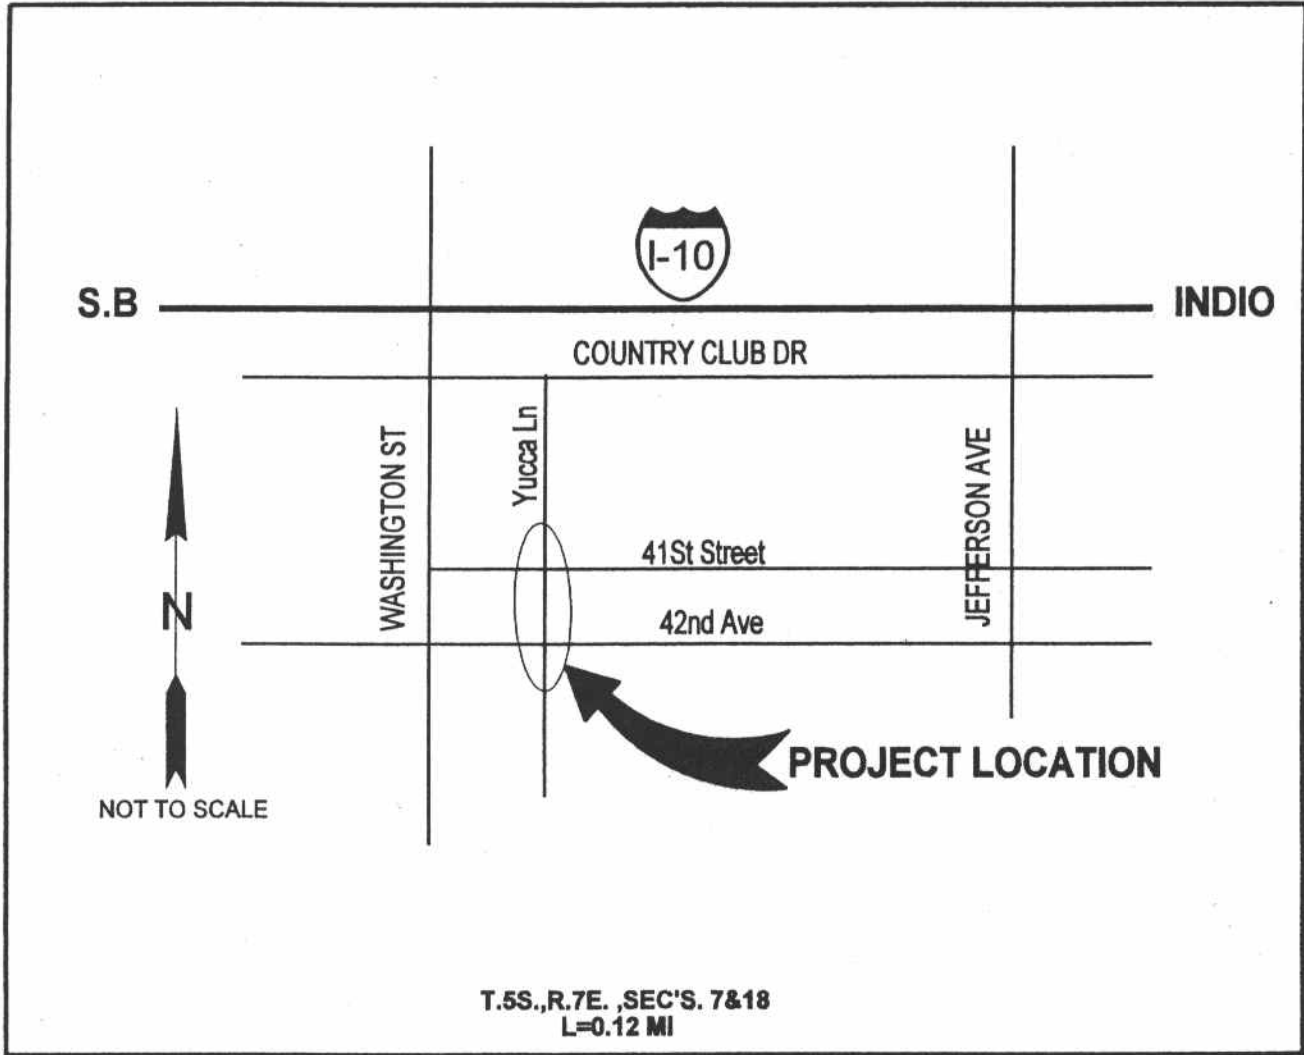 I-10
S.B
INDIO
COUNTRY CLUB DR
WASHINGTON ST
Yucca Ln
JEFFERSON AVE
41St Street
42nd Ave
N
PROJECT LOCATION
NOT TO SCALE
T.5S.,R.7E. ,SEC'S. 7&18
L=0.12 MI